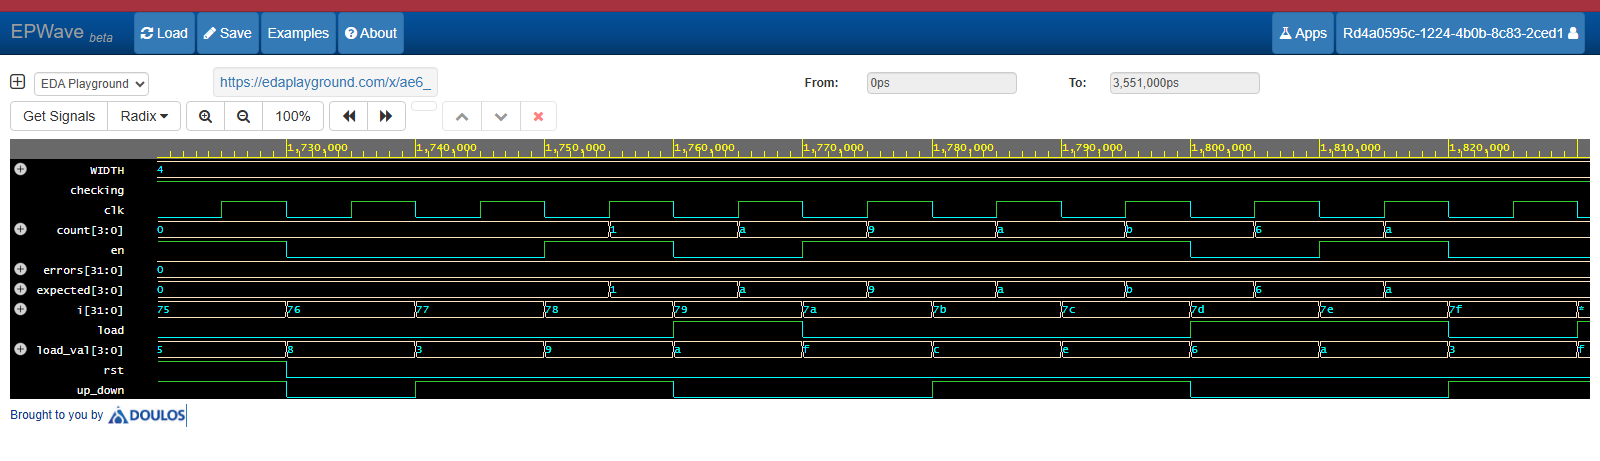 EPWave beta Load Save Examples About Apps Rd4a0595c-1224-4b0b-8c83-2ced1
EDA Playground https://edaplayground.com/x/ae6_ From: 0ps To: 3,551,000ps
Get Signals Radix 100%
1,730,000 1,740,000 1,750,000 1,760,000 1,770,000 1,780,000 1,790,000 1,800,000 1,810,000 1,820,000
WIDTH 4
checking
clk
count[3:0] 0 1 a 9 a b 6 a
en
errors[31:0] 0
expected[3:0] 0 1 a 9 a b 6 a
i[31:0] 75 76 77 78 79 7a 7b 7c 7d 7e 7f *
load
load_val[3:0] 5 8 3 9 a f c e 6 a 3 f
rst
up_down
Brought to you by DOULOS